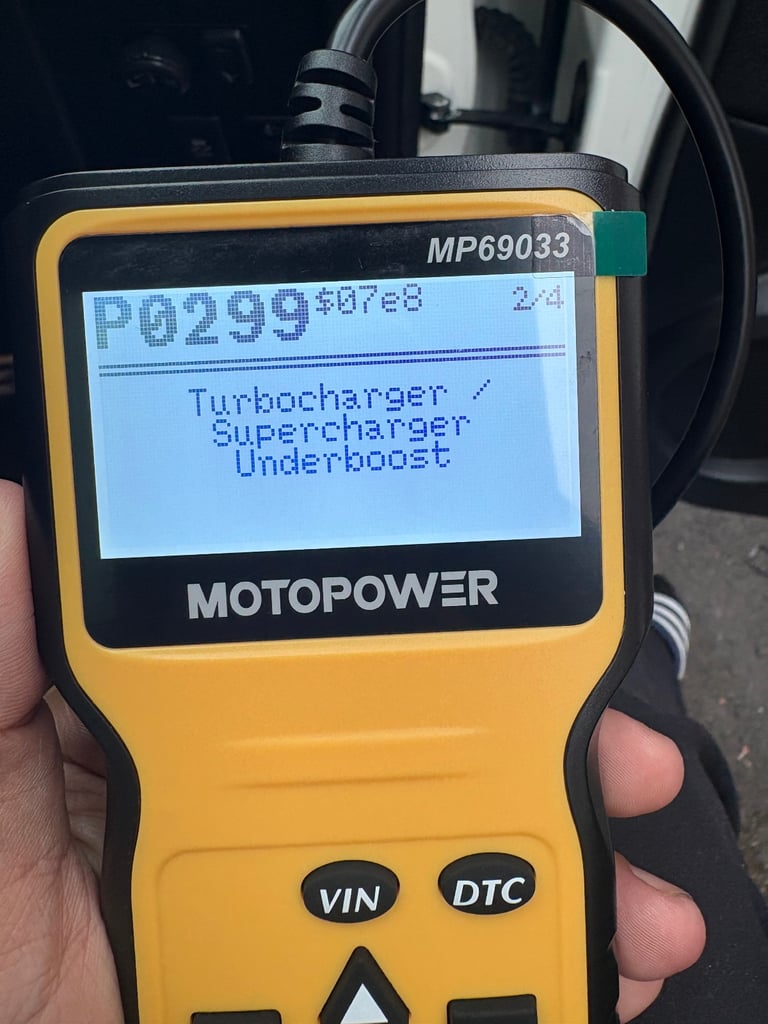 MP69033
P0299 $07e8 2/4
Turbocharger /
Supercharger
Underboost
MOTOPOWER
VIN DTC